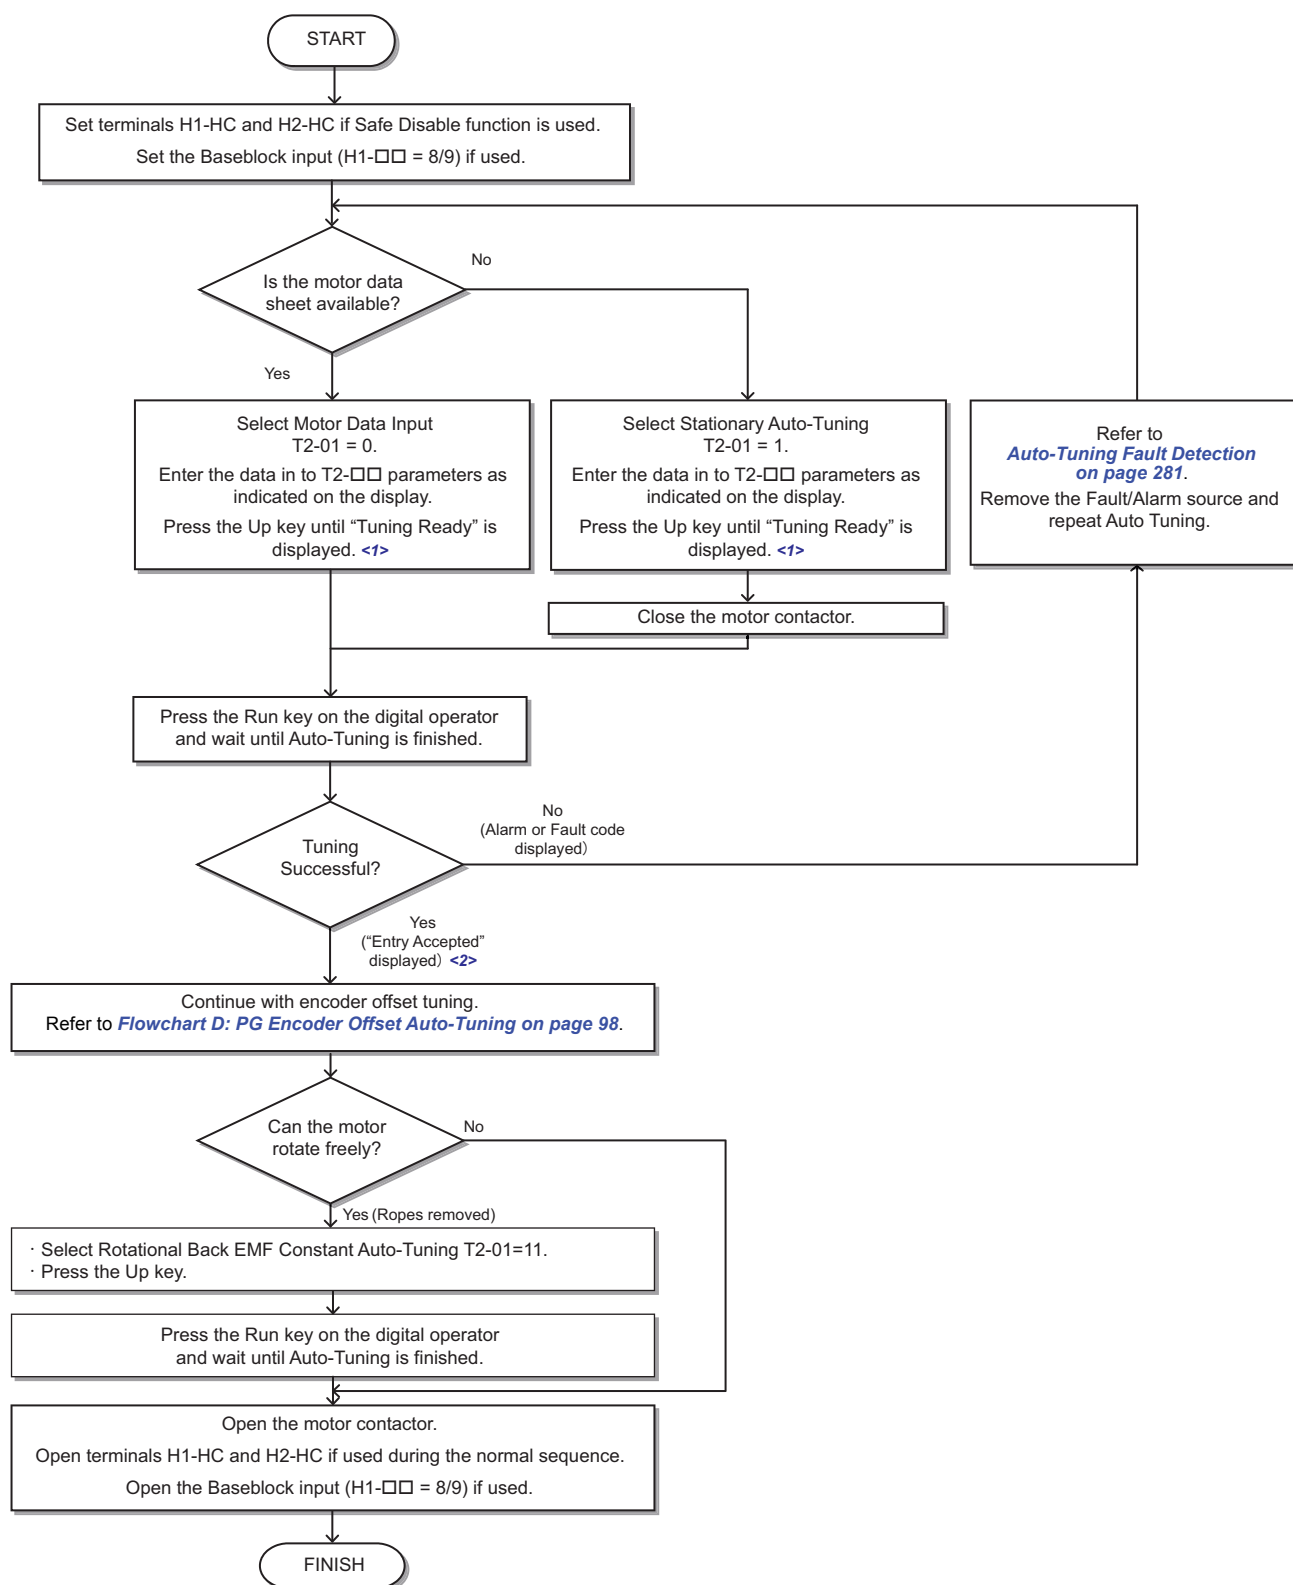 START
Set terminals H1-HC and H2-HC if Safe Disable function is used.
Set the Baseblock input (H1-□□ = 8/9) if used.
Is the motor data
sheet available?
No
Yes
Select Motor Data Input
T2-01 = 0.
Enter the data in to T2-□□ parameters as
indicated on the display.
Press the Up key until “Tuning Ready” is
displayed. <1>
Select Stationary Auto-Tuning
T2-01 = 1.
Enter the data in to T2-□□ parameters as
indicated on the display.
Press the Up key until “Tuning Ready” is
displayed. <1>
Refer to
Auto-Tuning Fault Detection
on page 281.
Remove the Fault/Alarm source and
repeat Auto Tuning.
Close the motor contactor.
Press the Run key on the digital operator
and wait until Auto-Tuning is finished.
Tuning
Successful?
No
(Alarm or Fault code
displayed)
Yes
(“Entry Accepted”
displayed) <2>
Continue with encoder offset tuning.
Refer to Flowchart D: PG Encoder Offset Auto-Tuning on page 98.
Can the motor
rotate freely?
No
Yes (Ropes removed)
· Select Rotational Back EMF Constant Auto-Tuning T2-01=11.
· Press the Up key.
Press the Run key on the digital operator
and wait until Auto-Tuning is finished.
Open the motor contactor.
Open terminals H1-HC and H2-HC if used during the normal sequence.
Open the Baseblock input (H1-□□ = 8/9) if used.
FINISH